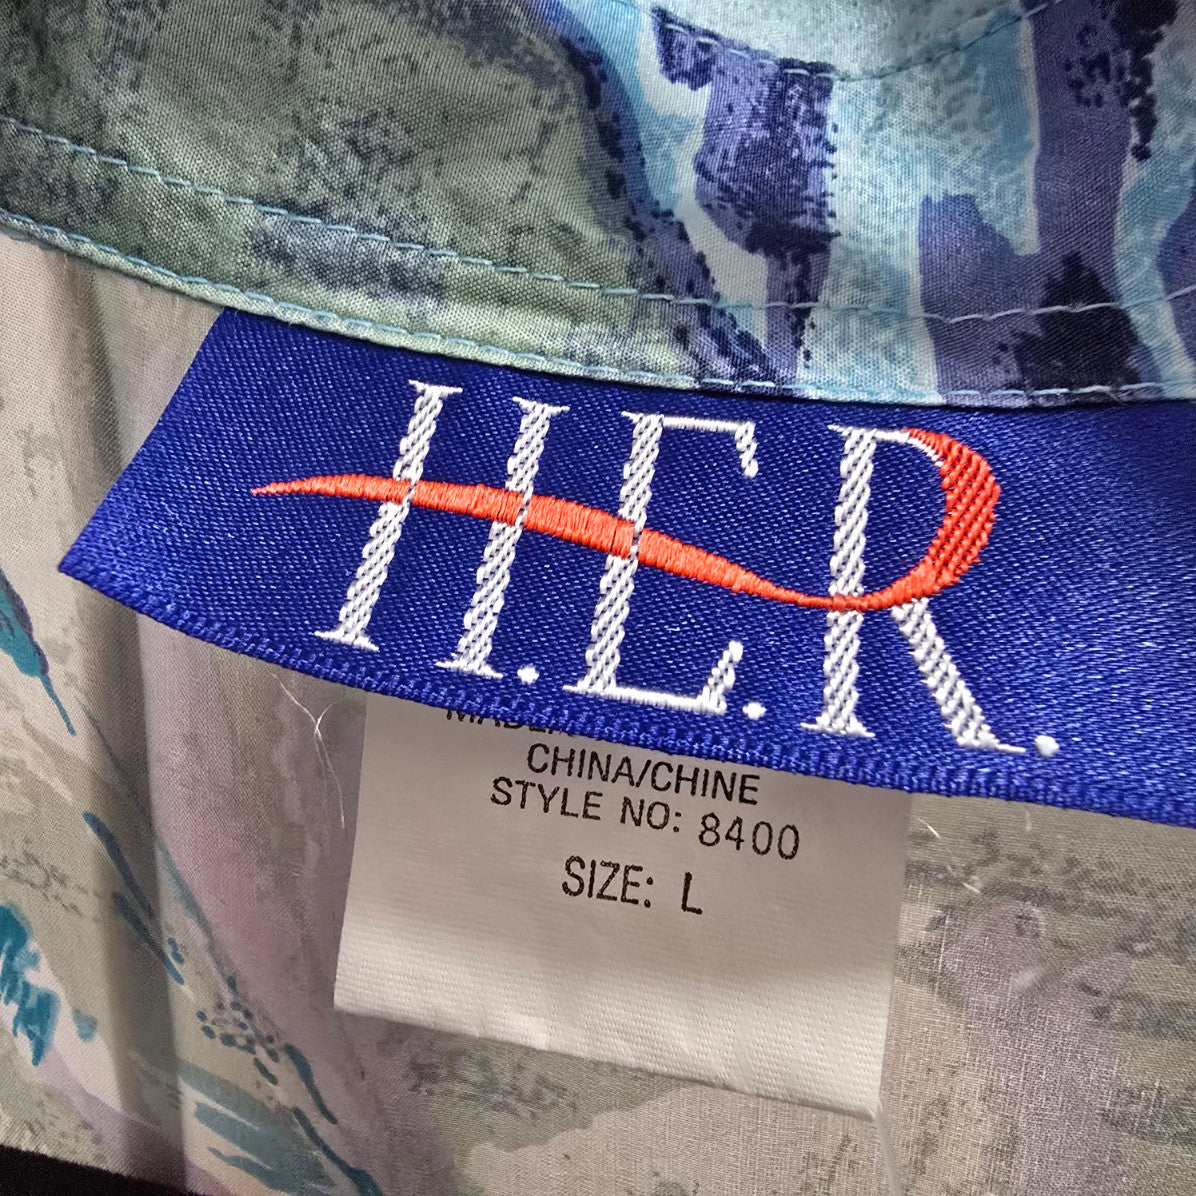 H.E.R.
CHINA/CHINE
STYLE NO: 8400
SIZE: L